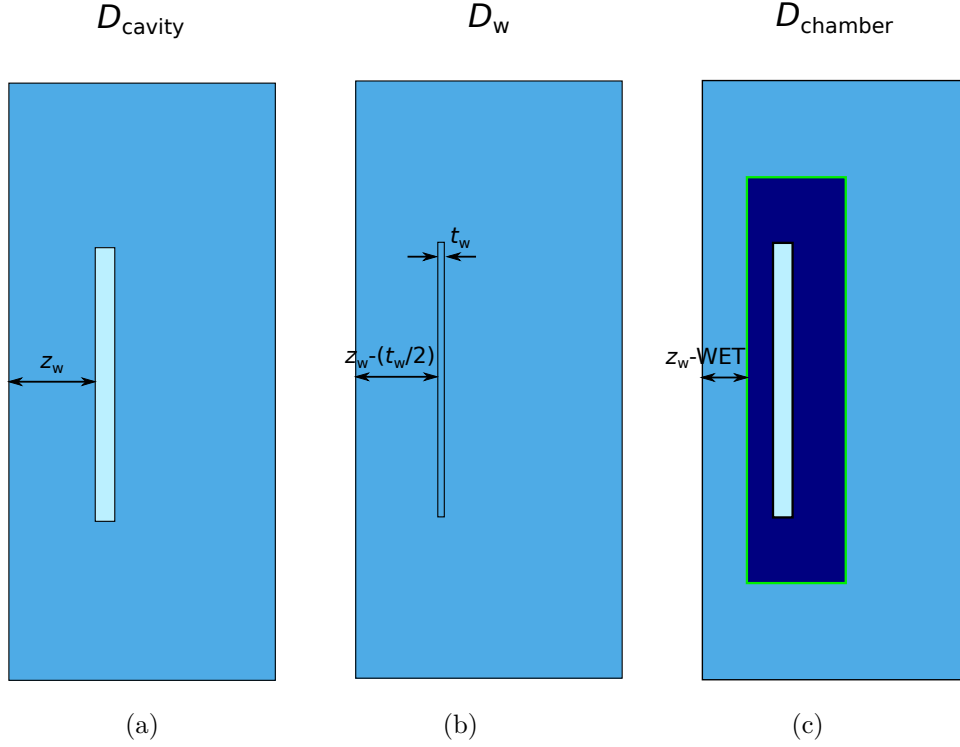 D_cavity
D_w
D_chamber
t_w
z_w
z_w-(t_w/2)
z_w-WET
(a)
(b)
(c)